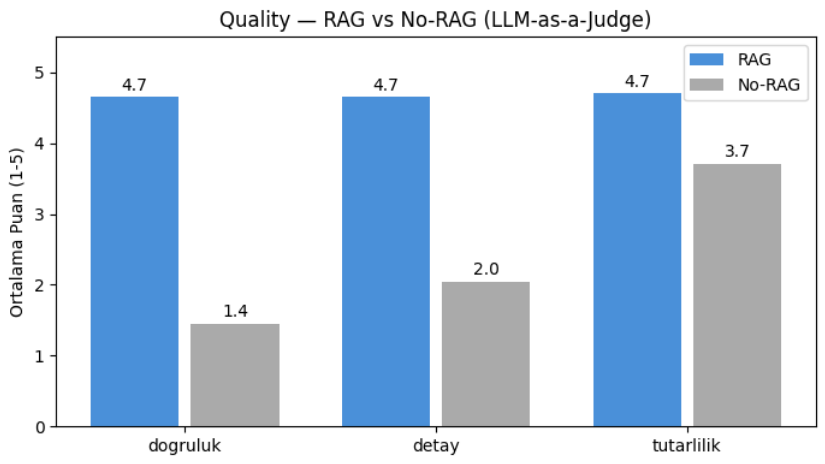 Quality — RAG vs No-RAG (LLM-as-a-Judge)
Ortalama Puan (1-5)
5
4
3
2
1
0
4.7
1.4
4.7
2.0
4.7
3.7
RAG
No-RAG
dogruluk
detay
tutarlilik